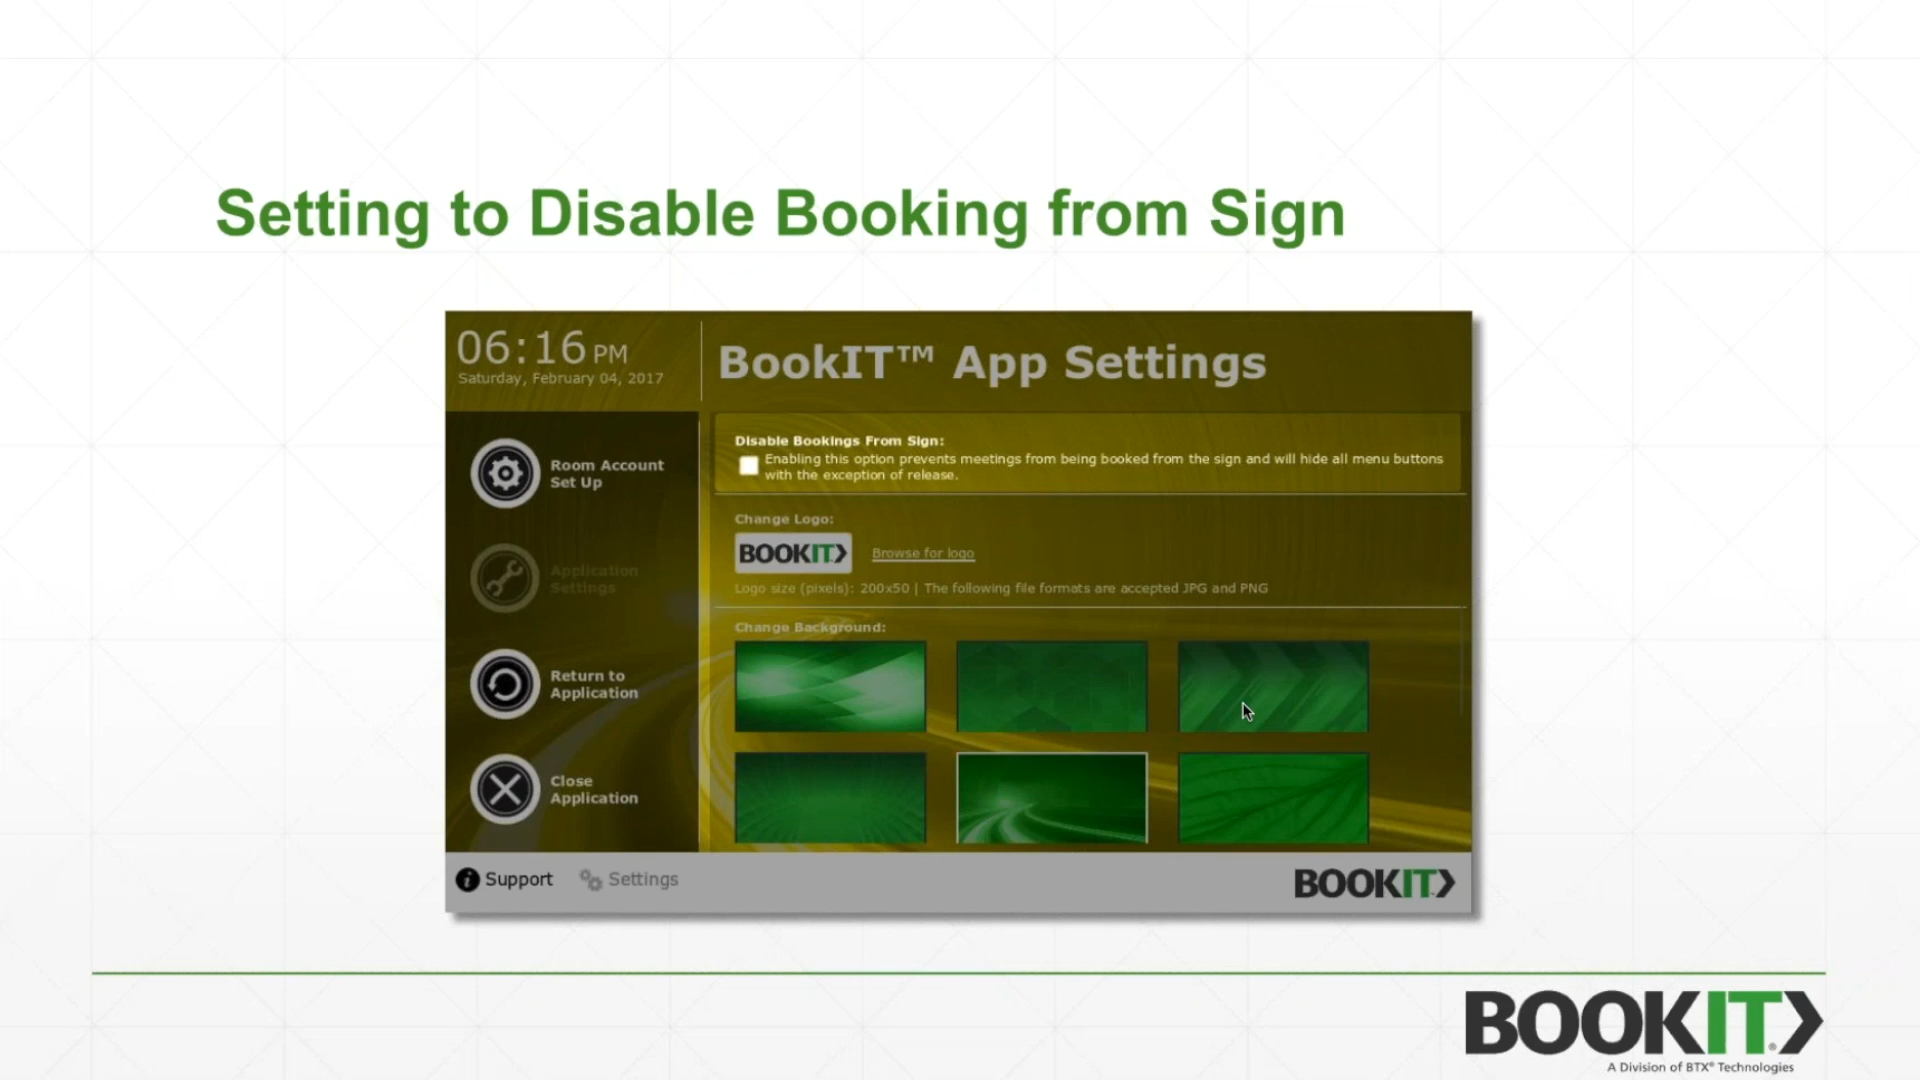 Setting to Disable Booking from Sign
06:16 PM
Saturday, February 04, 2017
BookIT™ App Settings
Room Account
Set Up
Application
Settings
Return to
Application
Close
Application
Disable Bookings From Sign:
Enabling this option prevents meetings from being booked from the sign and will hide all menu buttons
with the exception of release.
Change Logo:
BOOKIT
Browse for logo
Logo size (pixels): 200x50 | The following file formats are accepted JPG and PNG
Change Background:
Support
Settings
BOOKIT
BOOKIT®
A Division of BTX® Technologies